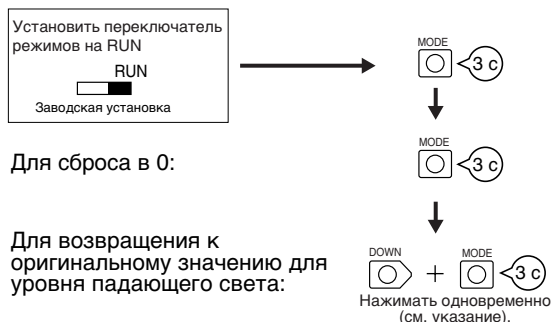 Установить переключатель
режимов на RUN
RUN
Заводская установка
MODE
3 с
Для сброса в 0:
MODE
3 с
Для возвращения к
оригинальному значению для
уровня падающего света:
DOWN
+
MODE
3 с
Нажимать одновременно
(см. указание).